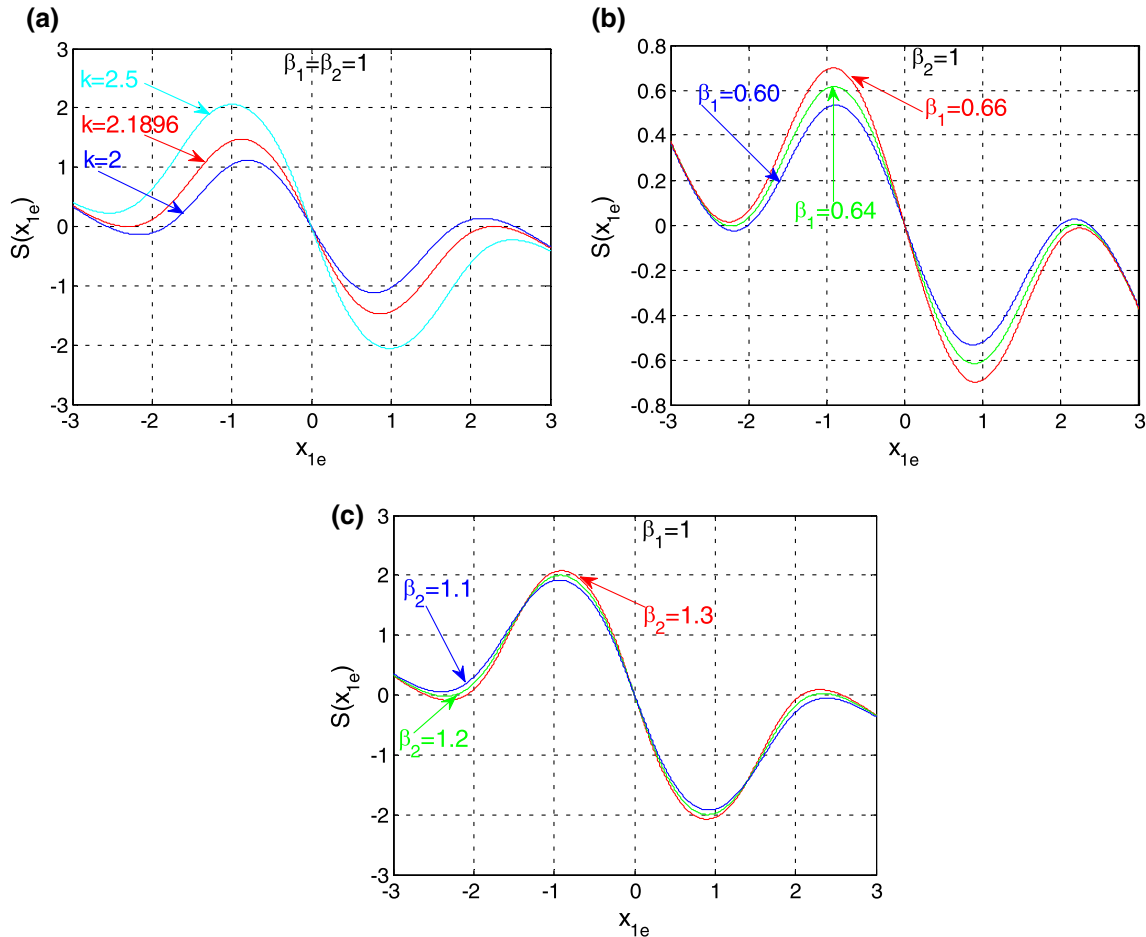 (a)
β₁=β₂=1
k=2.5
k=2.1896
k=2
3
2
1
0
-1
-2
-3
S(x₁ₑ)
-3 -2 -1 0 1 2 3
x₁ₑ
(b)
β₂=1
β₁=0.60
β₁=0.66
β₁=0.64
0.8
0.6
0.4
0.2
0
-0.2
-0.4
-0.6
-0.8
S(x₁ₑ)
-3 -2 -1 0 1 2 3
x₁ₑ
(c)
β₁=1
β₂=1.1
β₂=1.3
β₂=1.2
3
2
1
0
-1
-2
-3
S(x₁ₑ)
-3 -2 -1 0 1 2 3
x₁ₑ